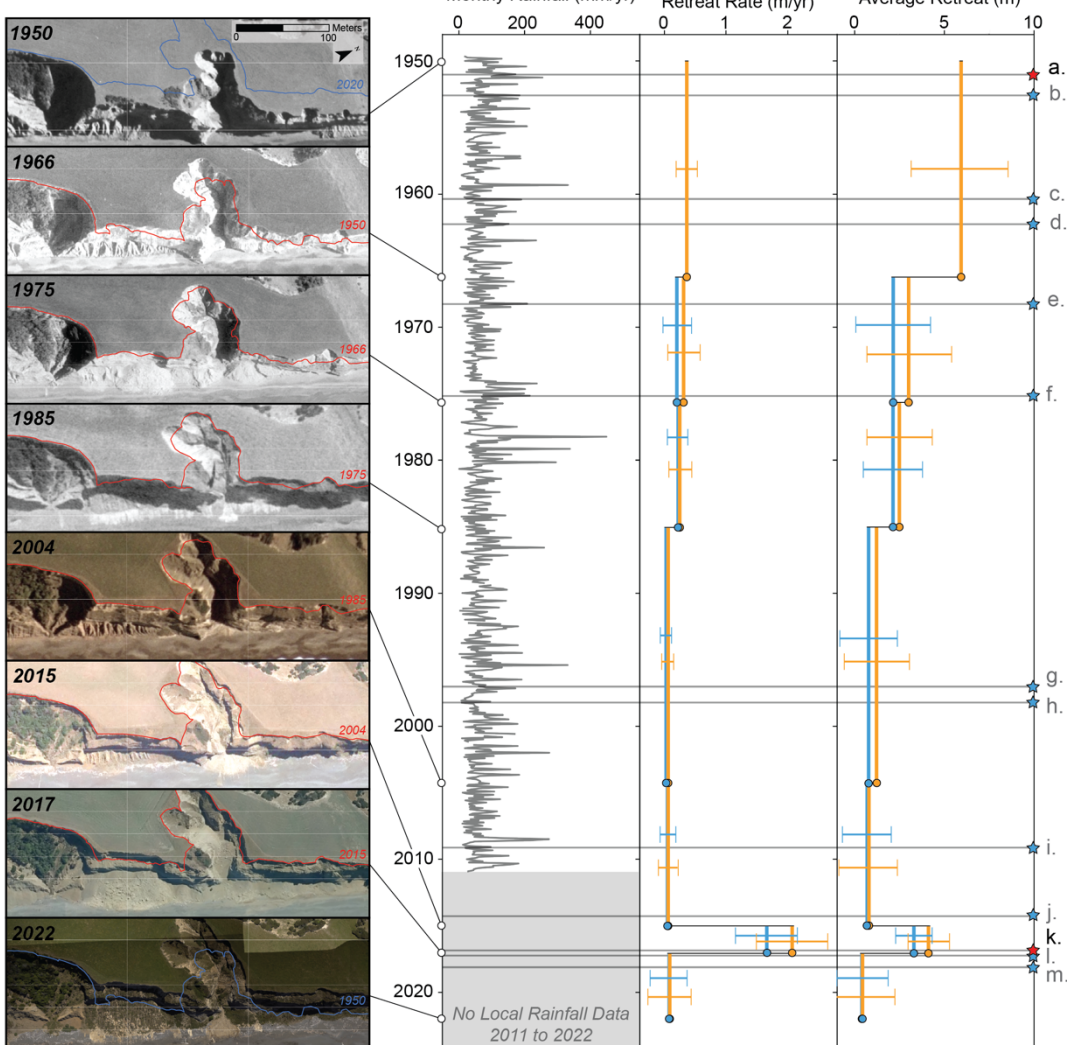 Monthly Rainfall (mm/yr)
Retreat Rate (m/yr)
Average Retreat (m)
0 200 400
0 1 2
0 5 10
1950
0 Meters
100
N
2020
1966
1950
1975
1966
1985
1975
2004
1985
2015
2004
2017
2015
2022
1950
1950
1960
1970
1980
1990
2000
2010
2020
No Local Rainfall Data
2011 to 2022
a.
b.
c.
d.
e.
f.
g.
h.
i.
j.
k.
l.
m.